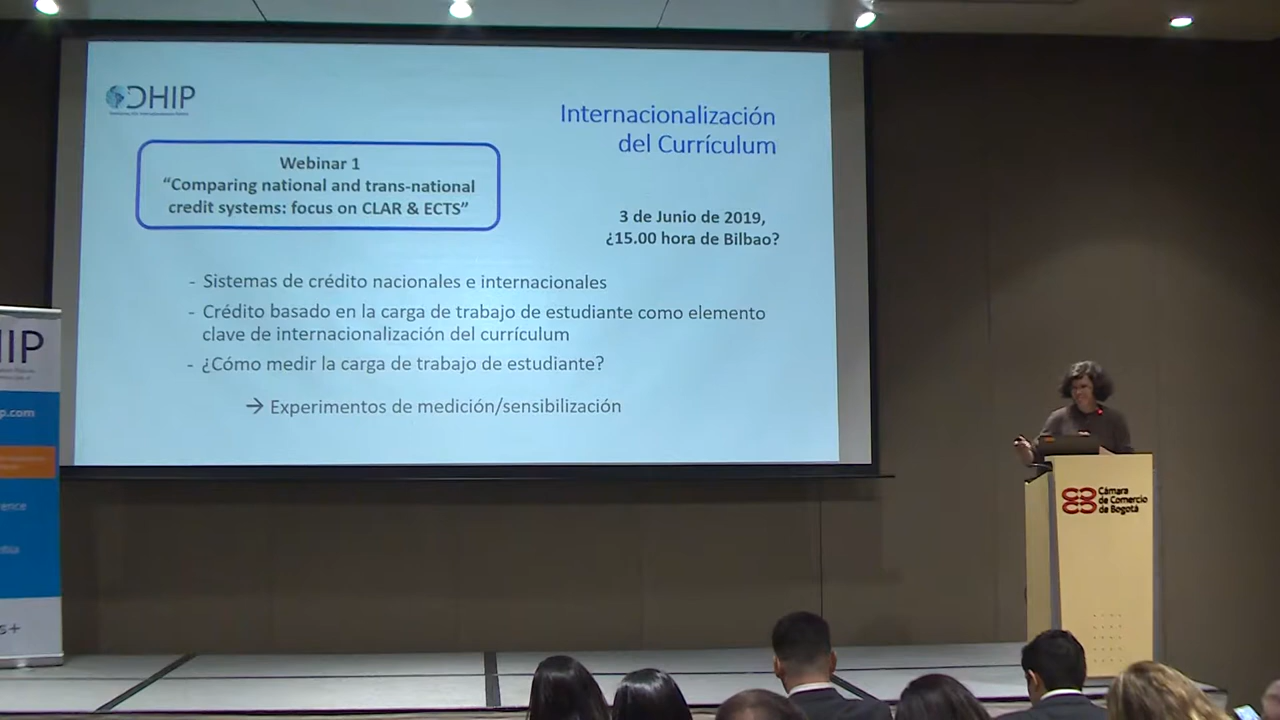 DHIP
Internacionalización
del Currículum
Webinar 1
“Comparing national and trans-national
credit systems: focus on CLAR & ECTS”
3 de Junio de 2019,
¿15.00 hora de Bilbao?
- Sistemas de crédito nacionales e internacionales
- Crédito basado en la carga de trabajo de estudiante como elemento
clave de internacionalización del currículum
- ¿Cómo medir la carga de trabajo de estudiante?
→ Experimentos de medición/sensibilización
HIP
p.com
ence
s+
Cámara
de Comercio
de Bogotá